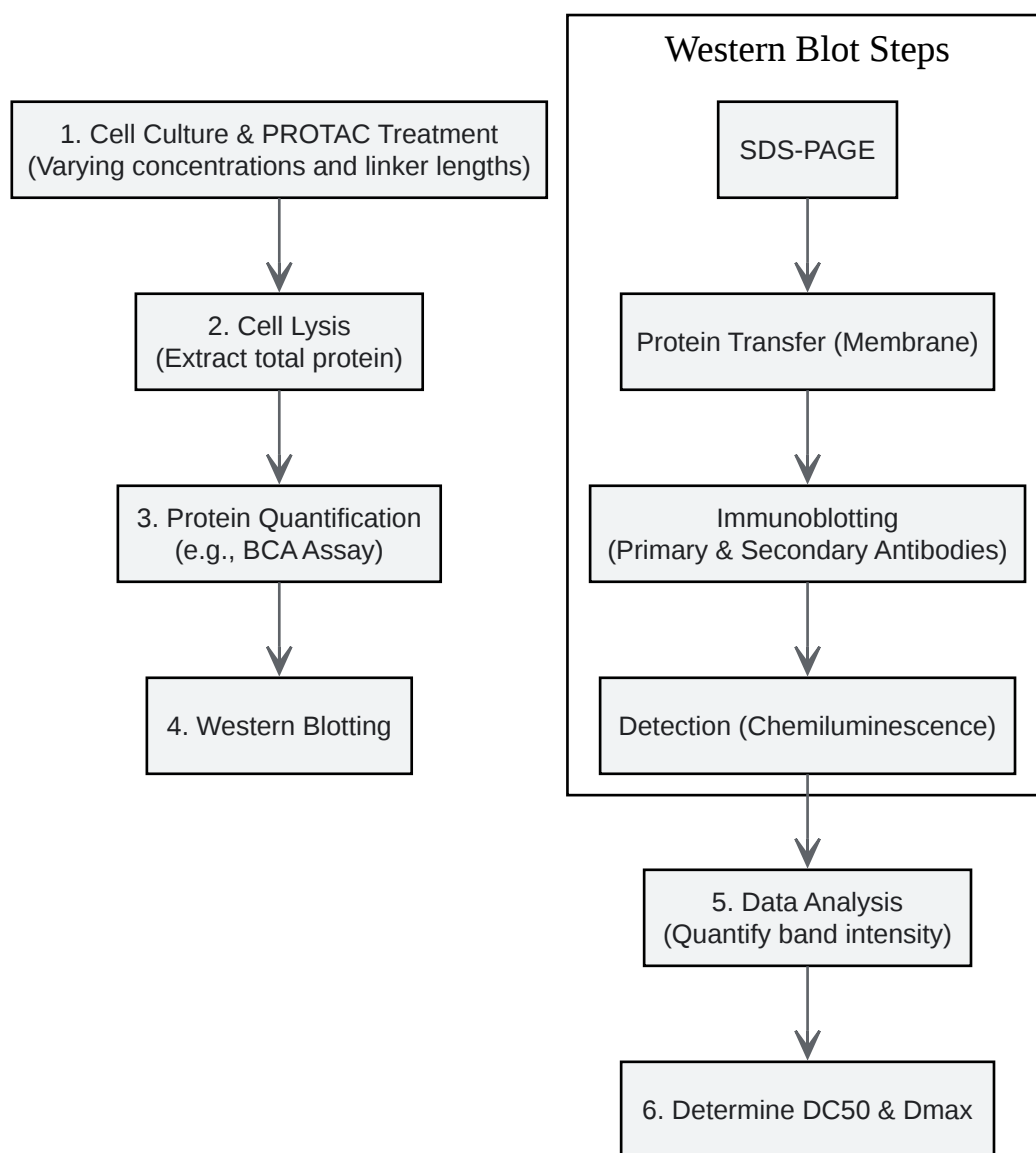 1. Cell Culture & PROTAC Treatment
(Varying concentrations and linker lengths)
2. Cell Lysis
(Extract total protein)
3. Protein Quantification
(e.g., BCA Assay)
4. Western Blotting
Western Blot Steps
SDS-PAGE
Protein Transfer (Membrane)
Immunoblotting
(Primary & Secondary Antibodies)
Detection (Chemiluminescence)
5. Data Analysis
(Quantify band intensity)
6. Determine DC50 & Dmax